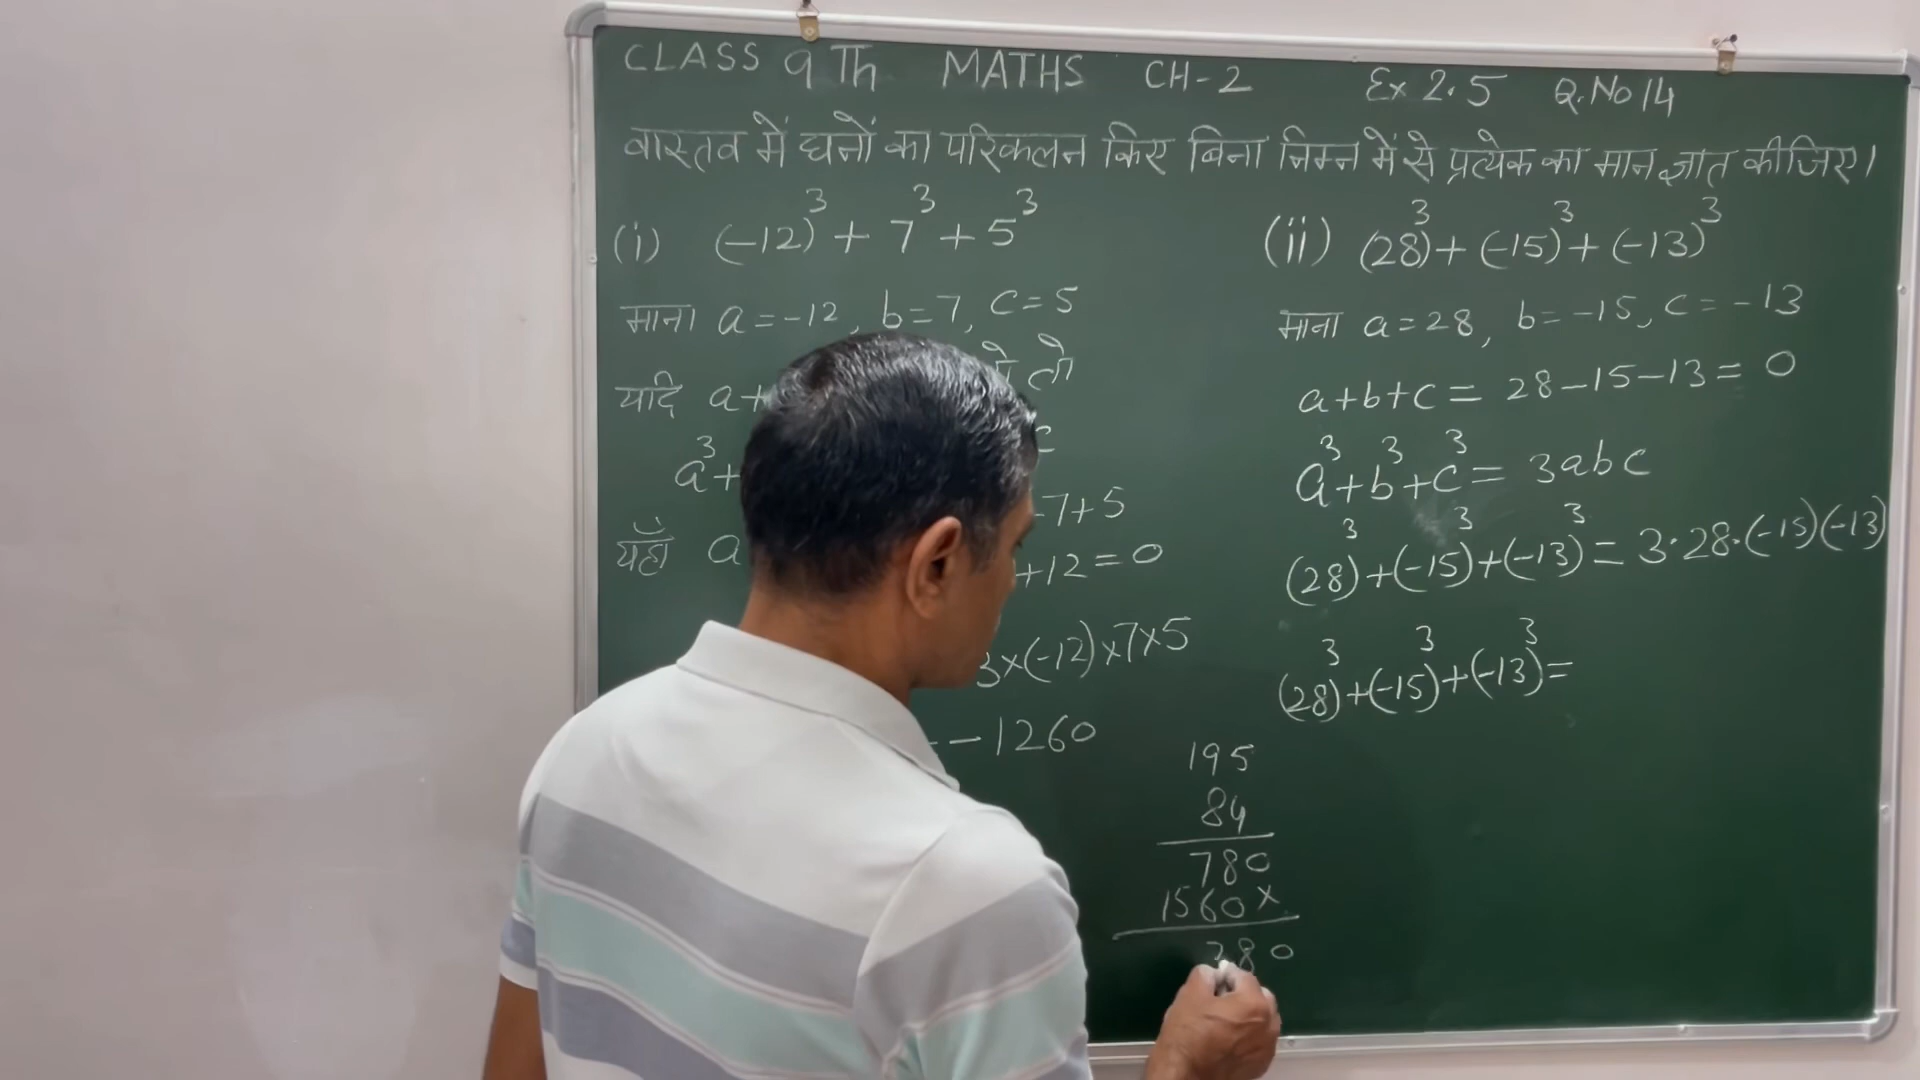 CLASS 9Th MATHS CH-2 Ex 2.5 Q.No 14
वास्तव में घनों का परिकलन किए बिना निम्न में से प्रत्येक का मान ज्ञात कीजिए।
(i) (-12)³ + 7³ + 5³
माना a = -12, b = 7, c = 5
यदि a+ तो
a³+
-7+5
यहाँ a
+12 = 0
3×(-12)×7×5
-1260
(ii) (28)³ + (-15)³ + (-13)³
माना a = 28, b = -15, c = -13
a+b+c = 28-15-13 = 0
a³+b³+c³ = 3abc
(28)³+(-15)³+(-13)³ = 3·28·(-15)(-13)
(28)³+(-15)³+(-13)³ =
195
84
780
1560×
380